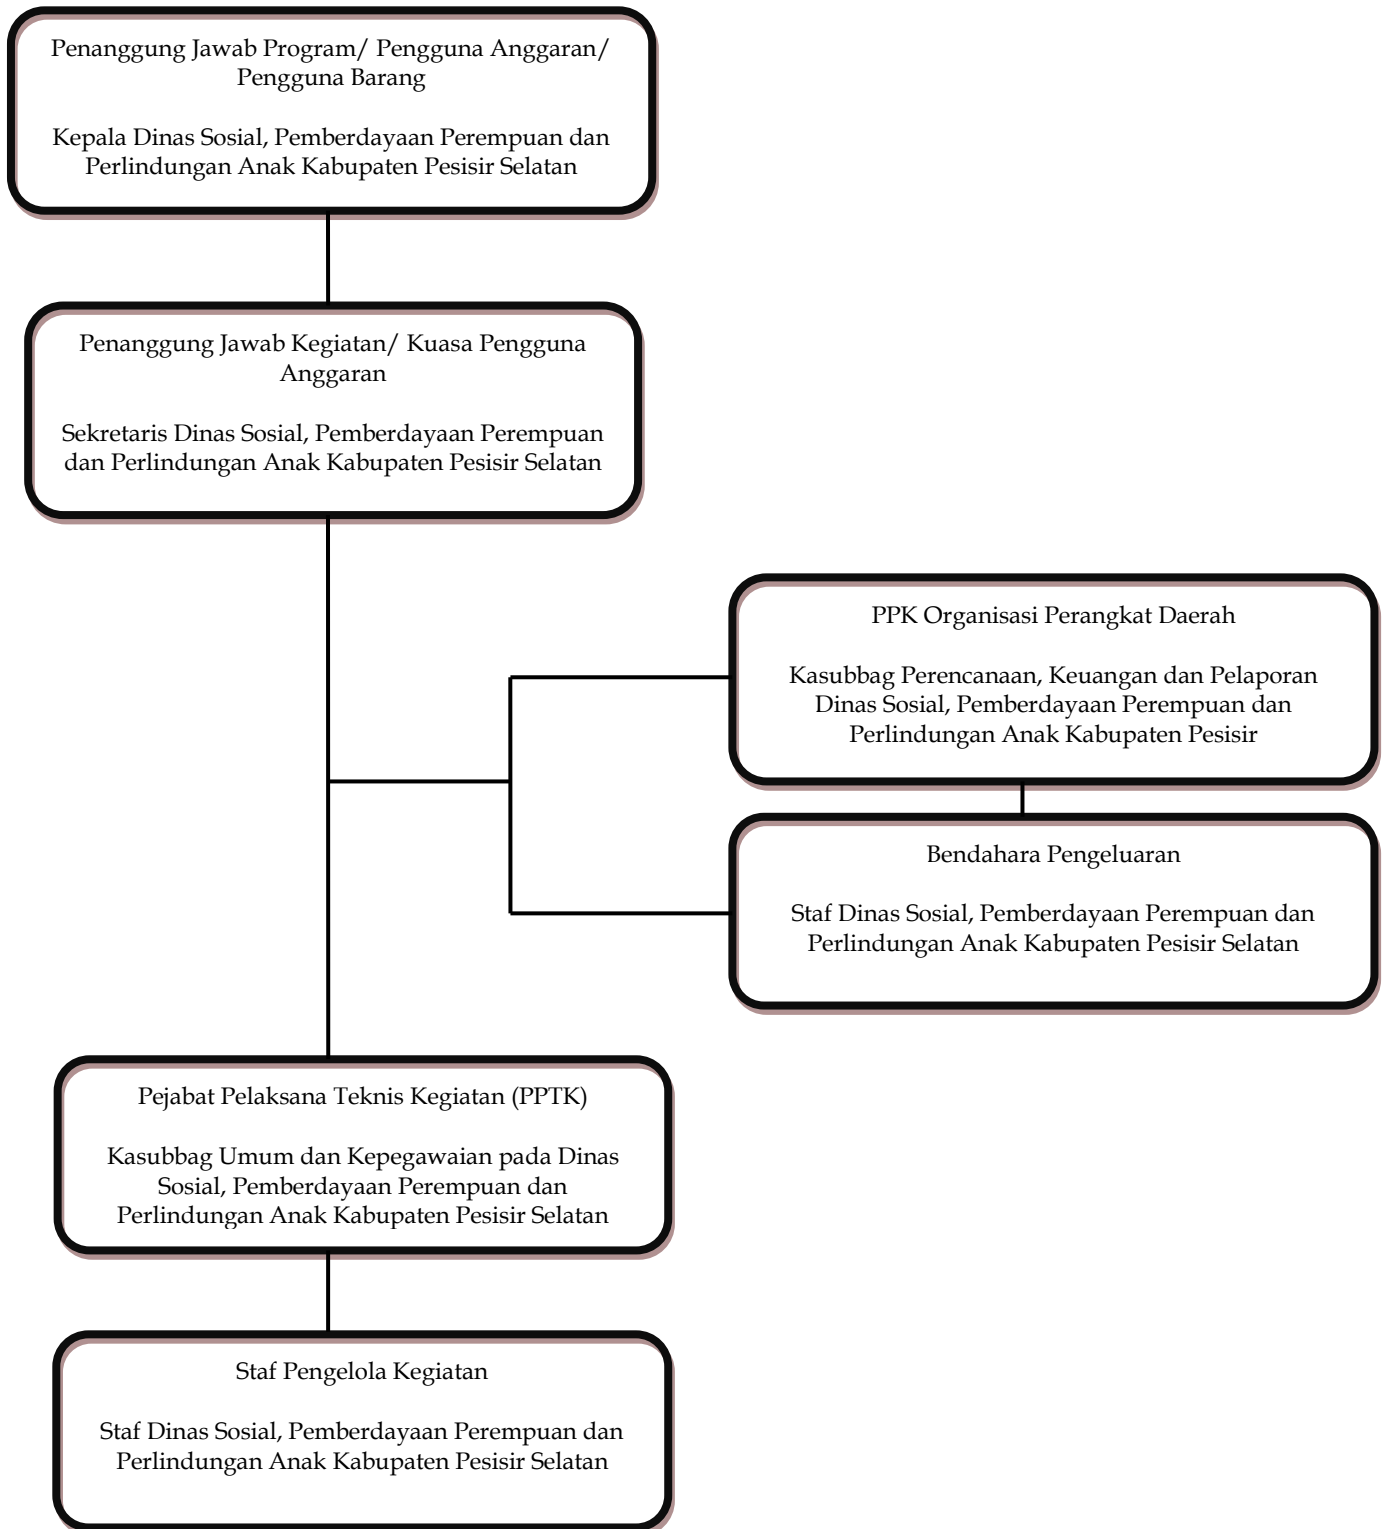 Penanggung Jawab Program/ Pengguna Anggaran/
Pengguna Barang
Kepala Dinas Sosial, Pemberdayaan Perempuan dan
Perlindungan Anak Kabupaten Pesisir Selatan
Penanggung Jawab Kegiatan/ Kuasa Pengguna
Anggaran
Sekretaris Dinas Sosial, Pemberdayaan Perempuan
dan Perlindungan Anak Kabupaten Pesisir Selatan
PPK Organisasi Perangkat Daerah
Kasubbag Perencanaan, Keuangan dan Pelaporan
Dinas Sosial, Pemberdayaan Perempuan dan
Perlindungan Anak Kabupaten Pesisir
Bendahara Pengeluaran
Staf Dinas Sosial, Pemberdayaan Perempuan dan
Perlindungan Anak Kabupaten Pesisir Selatan
Pejabat Pelaksana Teknis Kegiatan (PPTK)
Kasubbag Umum dan Kepegawaian pada Dinas
Sosial, Pemberdayaan Perempuan dan
Perlindungan Anak Kabupaten Pesisir Selatan
Staf Pengelola Kegiatan
Staf Dinas Sosial, Pemberdayaan Perempuan dan
Perlindungan Anak Kabupaten Pesisir Selatan